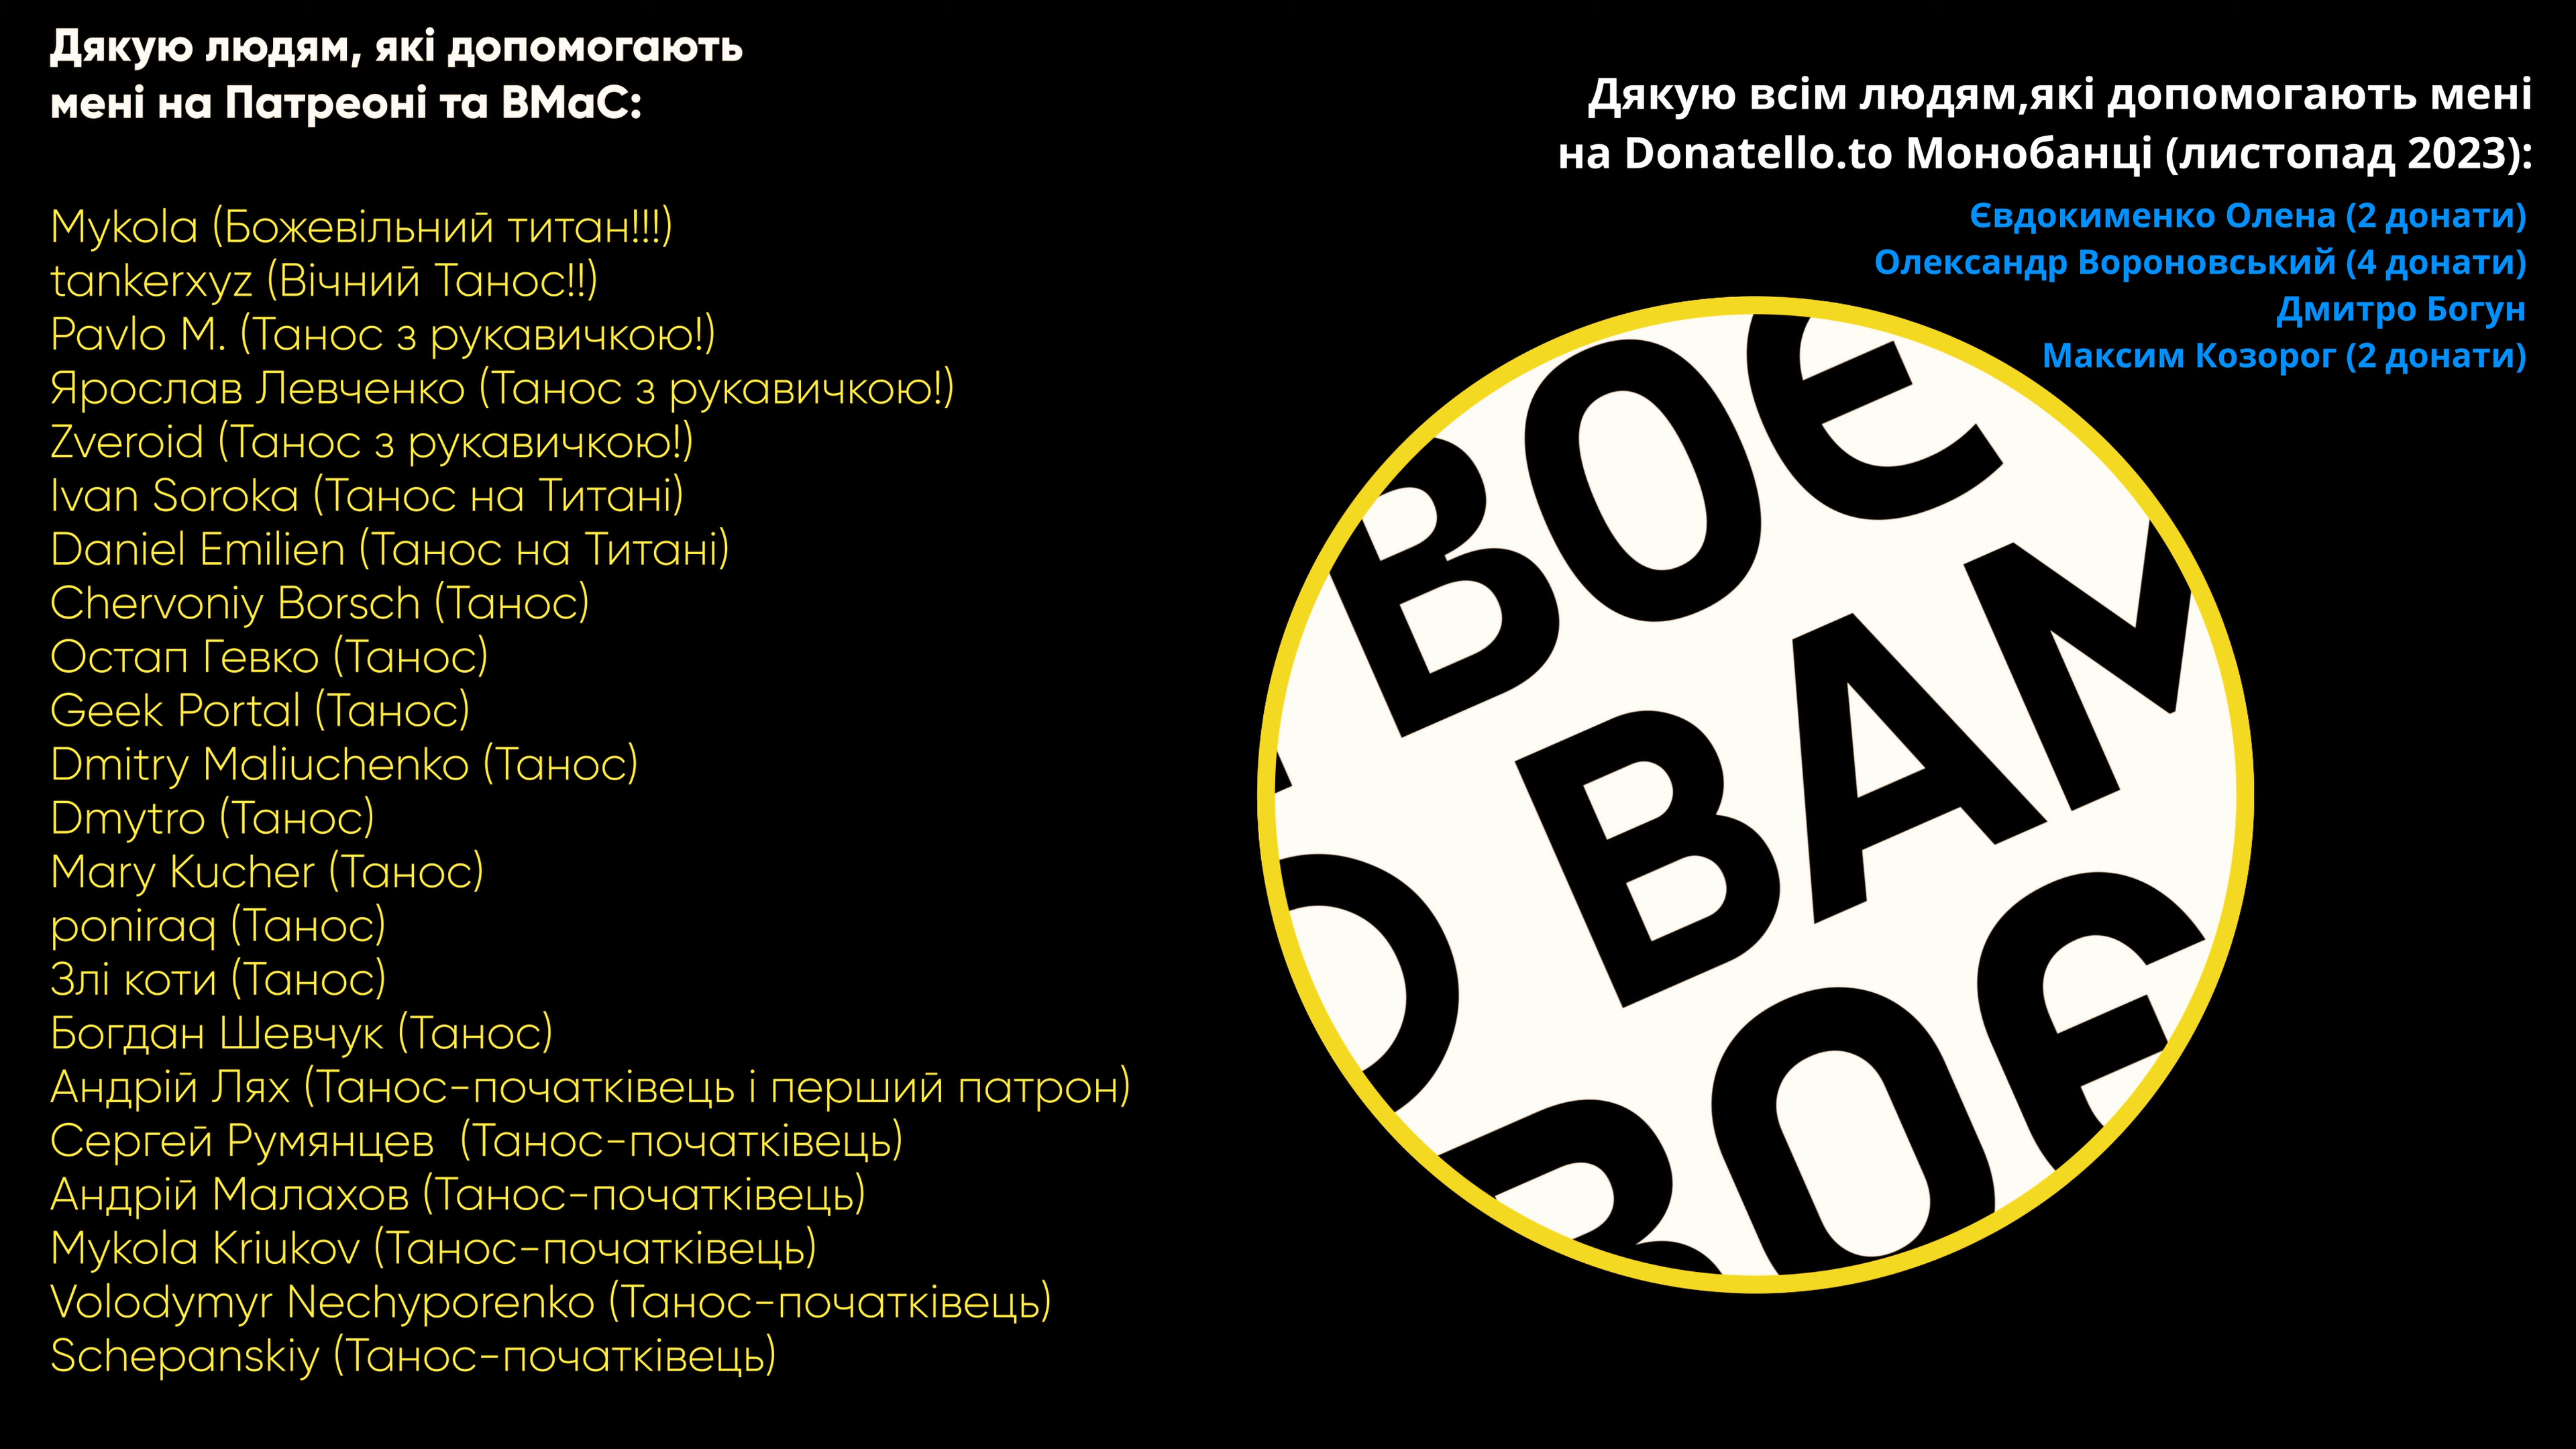 Дякую людям, які допомогають
мені на Патреоні та BMaC:
Mykola (Божевільний титан!!!)
tankerxyz (Вічний Танос!!)
Pavlo M. (Танос з рукавичкою!)
Ярослав Левченко (Танос з рукавичкою!)
Zveroid (Танос з рукавичкою!)
Ivan Soroka (Танос на Титані)
Daniel Emilien (Танос на Титані)
Chervoniy Borsch (Танос)
Остап Гевко (Танос)
Geek Portal (Танос)
Dmitry Maliuchenko (Танос)
Dmytro (Танос)
Mary Kucher (Танос)
poniraq (Танос)
Злі коти (Танос)
Богдан Шевчук (Танос)
Андрій Лях (Танос-початківець і перший патрон)
Сергей Румянцев (Танос-початківець)
Андрій Малахов (Танос-початківець)
Mykola Kriukov (Танос-початківець)
Volodymyr Nechyporenko (Танос-початківець)
Schepanskiy (Танос-початківець)
Дякую всім людям,які допомогають мені
на Donatello.to Монобанці (листопад 2023):
Євдокименко Олена (2 донати)
Олександр Вороновський (4 донати)
Дмитро Богун
Максим Козорог (2 донати)
ВОЄ
ВАМ